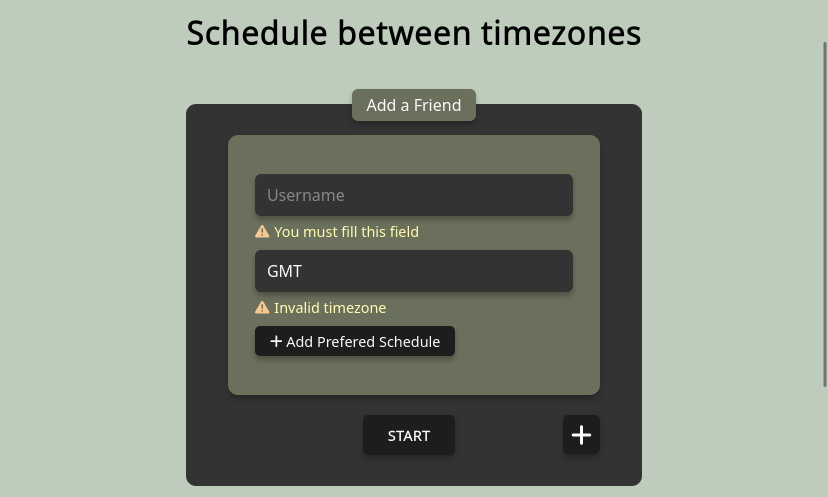 Schedule between timezones
Add a Friend
Username
You must fill this field
GMT
Invalid timezone
+ Add Prefered Schedule
START
+